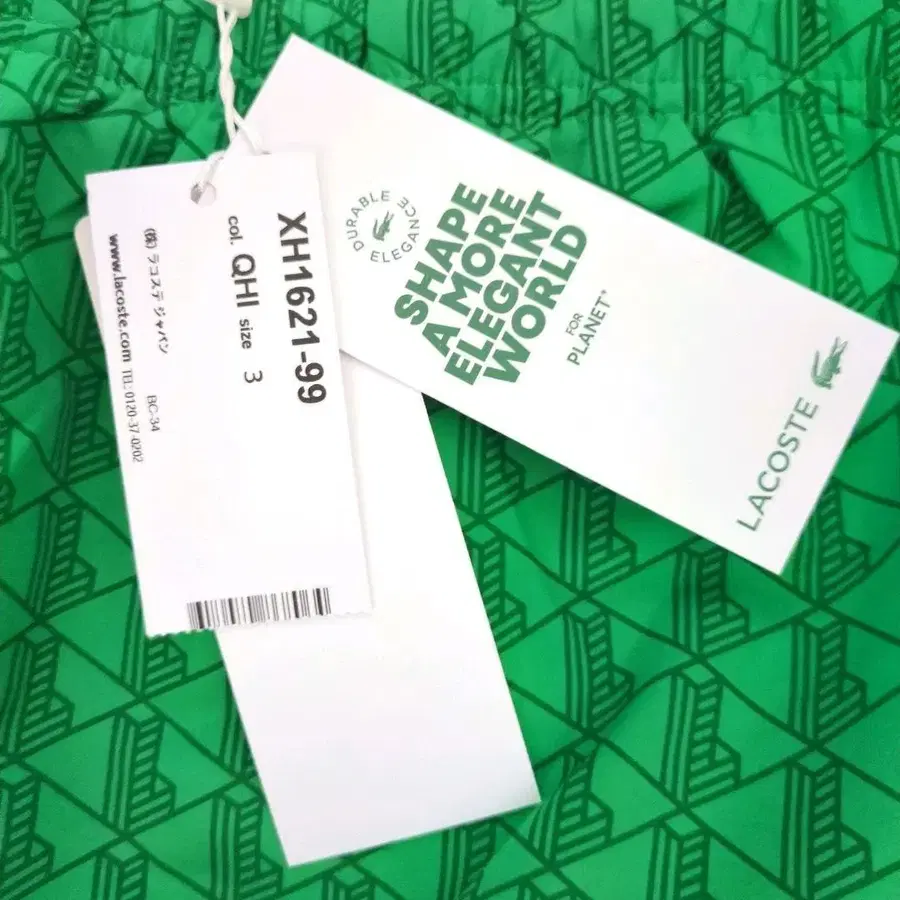 XH1621-99
col. QHI size 3
(株) ラコステ ジャパン BC-34
www.lacoste.com TEL: 0120-37-0202
DURABLE
ELEGANCE
SHAPE
A MORE
ELEGANT
WORLD
FOR
PLANET*
LACOSTE